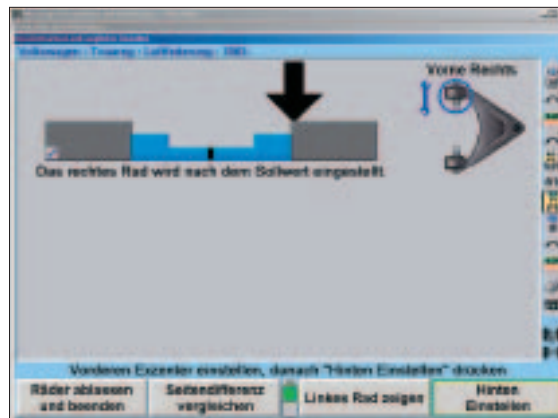 Volkswagen : Touareg : Luftfederung : 2003-
Vorne Rechts
Das rechtes Rad wird nach dem Sollwert eingestellt.
Vorderen Exzenter einstellen, danach "Hinten Einstellen" drücken
Räder ablassen
und beenden
Seitendifferenz
vergleichen
Linkes Rad zeigen
Hinten
Einstellen